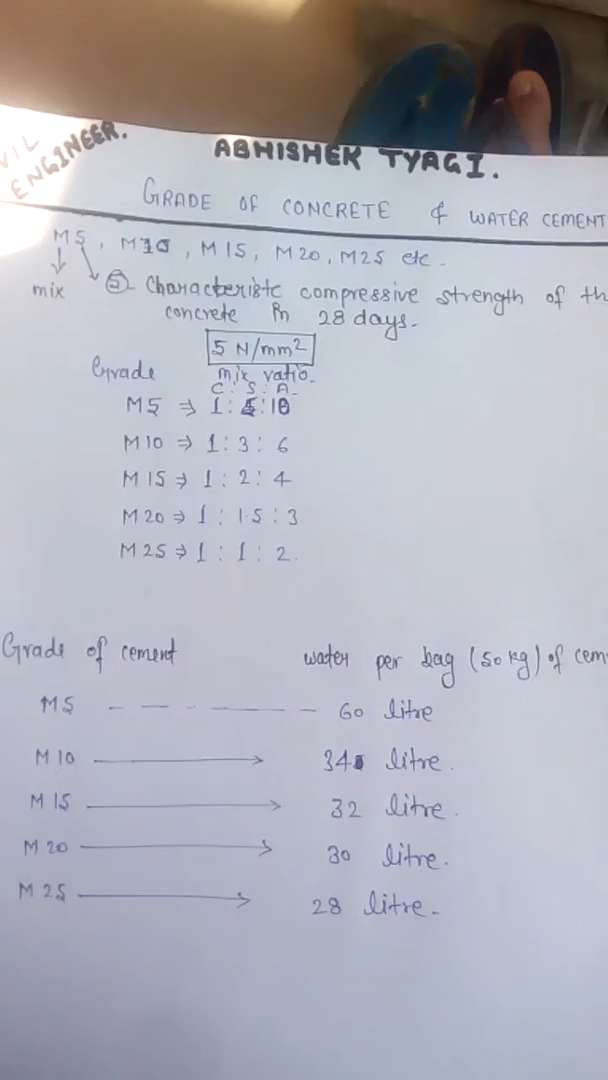 VIL
ENGINEER.
ABHISHEK TYAGI.
GRADE OF CONCRETE & WATER CEMENT
M5, M10, M15, M20, M25 etc.
↓
mix
⑤ Characteristc compressive strength of th
concrete in 28 days.
5 N/mm²
Grade mix ratio.
C : S : A.
M5 ⇒ 1 : 5 : 10
M10 ⇒ 1 : 3 : 6
M15 ⇒ 1 : 2 : 4
M20 ⇒ 1 : 1.5 : 3
M25 ⇒ 1 : 1 : 2.
Grade of cement water per bag (50 kg) of cem
M5 - - - - 60 litre
M10 → 34 litre.
M15 → 32 litre.
M20 → 30 litre.
M25 → 28 litre.